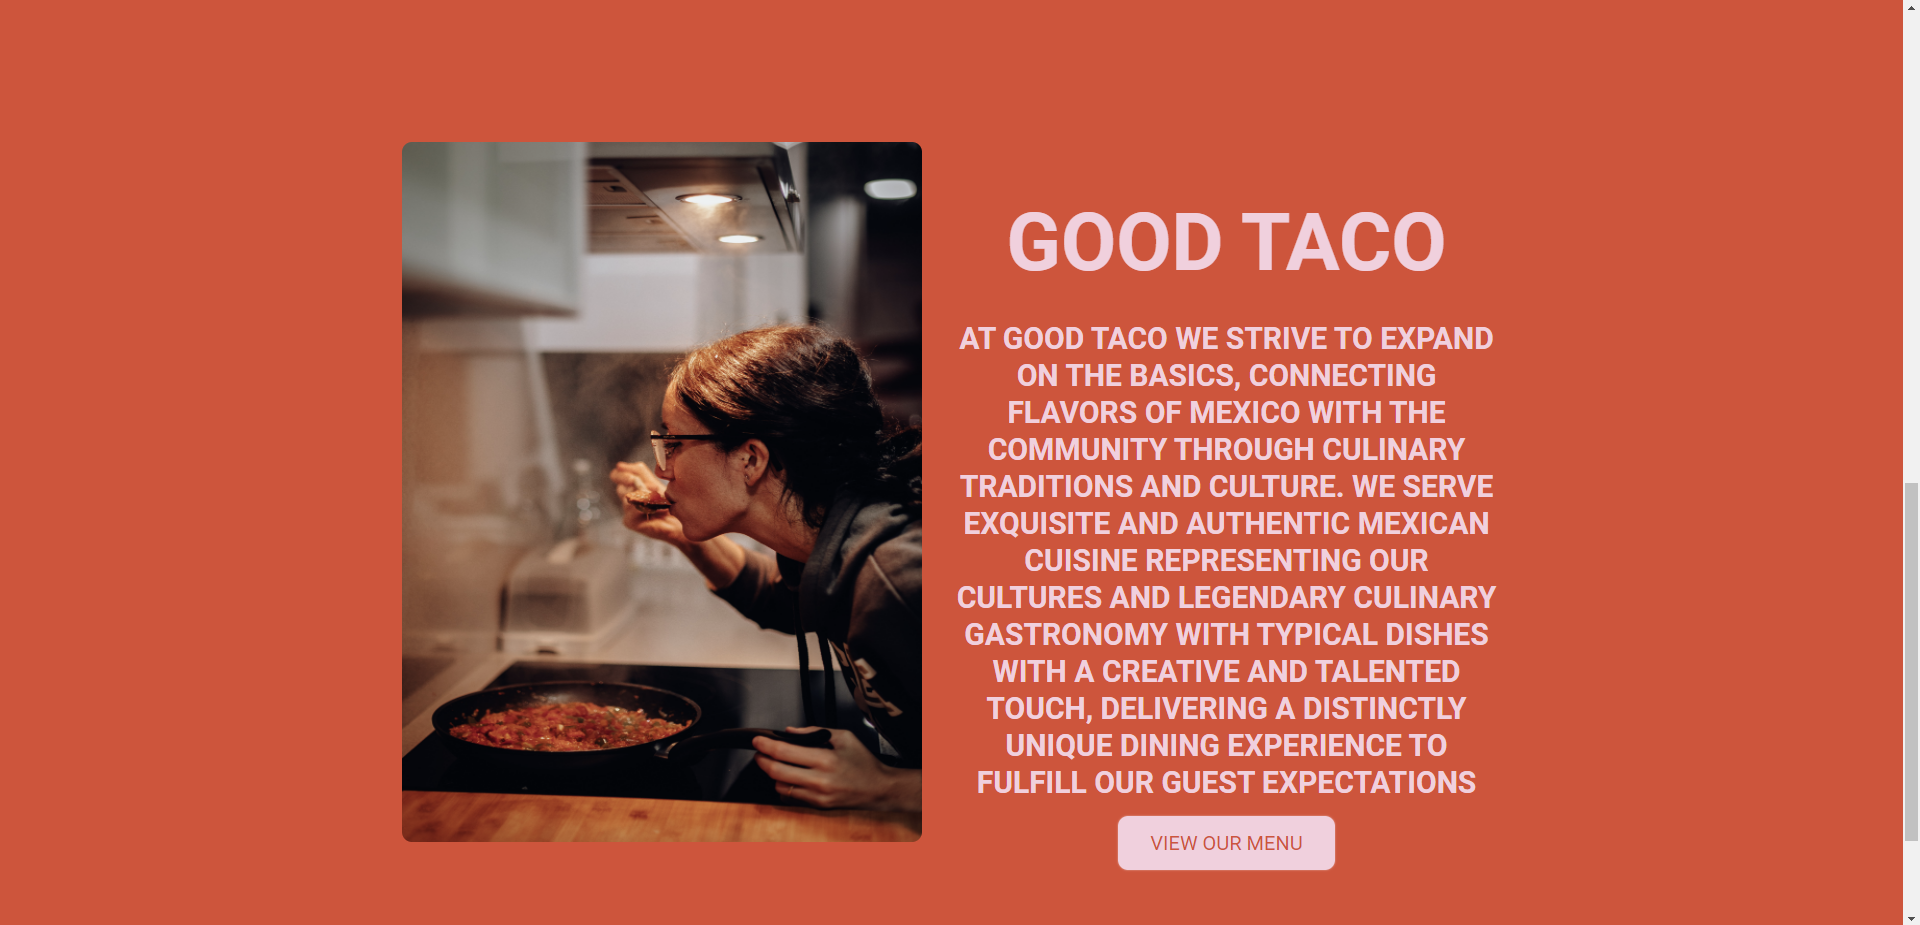 GOOD TACO
AT GOOD TACO WE STRIVE TO EXPAND
ON THE BASICS, CONNECTING
FLAVORS OF MEXICO WITH THE
COMMUNITY THROUGH CULINARY
TRADITIONS AND CULTURE. WE SERVE
EXQUISITE AND AUTHENTIC MEXICAN
CUISINE REPRESENTING OUR
CULTURES AND LEGENDARY CULINARY
GASTRONOMY WITH TYPICAL DISHES
WITH A CREATIVE AND TALENTED
TOUCH, DELIVERING A DISTINCTLY
UNIQUE DINING EXPERIENCE TO
FULFILL OUR GUEST EXPECTATIONS
VIEW OUR MENU